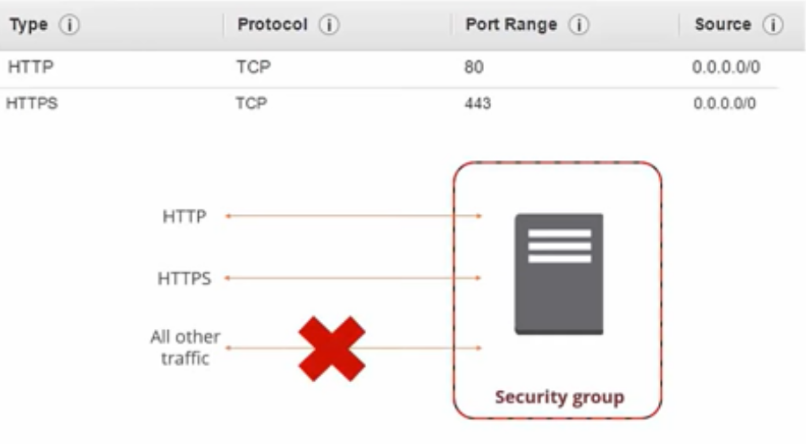 Type Protocol Port Range Source
HTTP TCP 80 0.0.0.0/0
HTTPS TCP 443 0.0.0.0/0
HTTP
HTTPS
All other
traffic
Security group